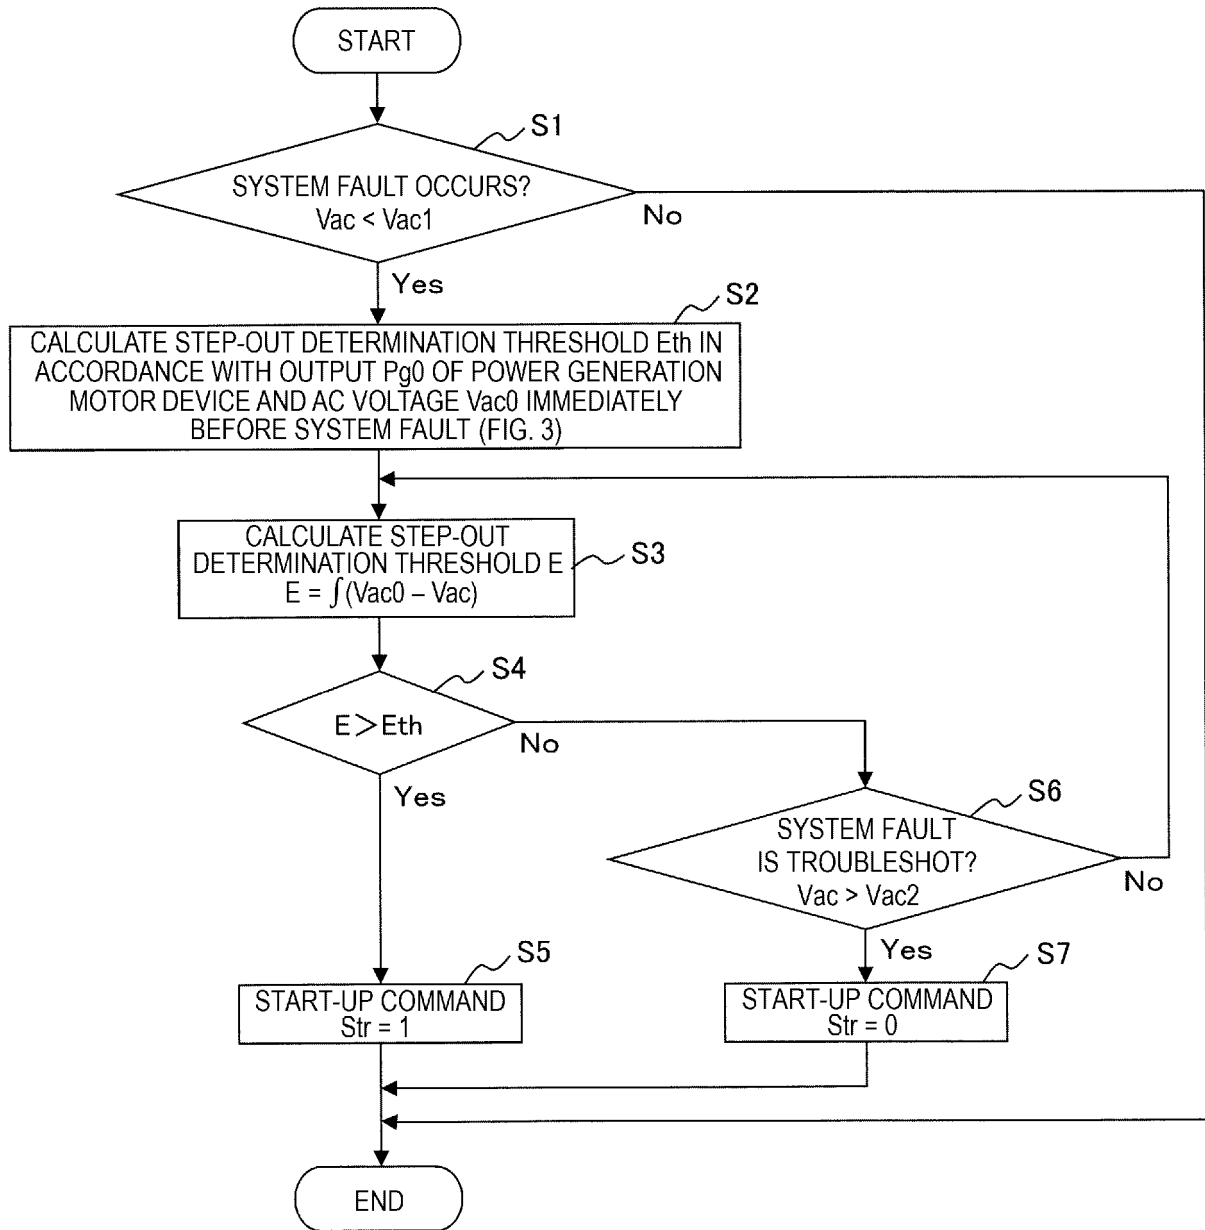 START
S1
SYSTEM FAULT OCCURS?
Vac < Vac1
No
Yes
S2
CALCULATE STEP-OUT DETERMINATION THRESHOLD Eth IN
ACCORDANCE WITH OUTPUT Pg0 OF POWER GENERATION
MOTOR DEVICE AND AC VOLTAGE Vac0 IMMEDIATELY
BEFORE SYSTEM FAULT (FIG. 3)
CALCULATE STEP-OUT
DETERMINATION THRESHOLD E
E = ∫(Vac0 – Vac)
S3
S4
E>Eth
No
Yes
S6
SYSTEM FAULT
IS TROUBLESHOT?
Vac > Vac2
No
Yes
S5
START-UP COMMAND
Str = 1
S7
START-UP COMMAND
Str = 0
END